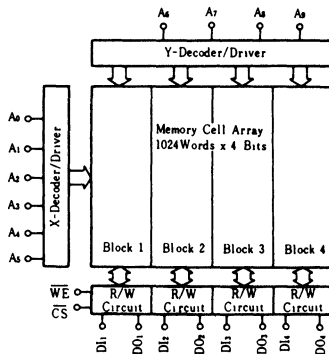 A₆ A₇ A₈ A₉
Y-Decoder/Driver
X-Decoder/Driver
A₀
A₁
A₂
A₃
A₄
A₅
Memory Cell Array
1024Words x 4 Bits
Block 1 Block 2 Block 3 Block 4
W̅E̅
C̅S̅
R/W R/W R/W R/W
Circuit Circuit Circuit Circuit
DI₁ DO₁ DI₂ DO₂ DI₃ DO₃ DI₄ DO₄